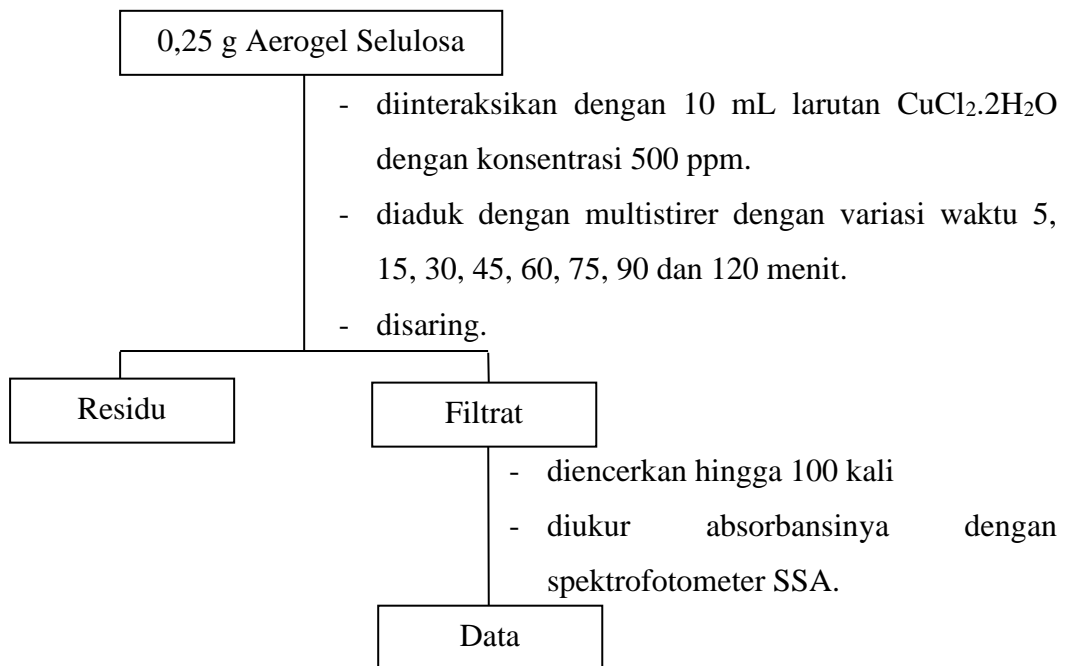 0,25 g Aerogel Selulosa
- diinteraksikan dengan 10 mL larutan CuCl₂.2H₂O
dengan konsentrasi 500 ppm.
- diaduk dengan multistirer dengan variasi waktu 5,
15, 30, 45, 60, 75, 90 dan 120 menit.
- disaring.
Residu
Filtrat
- diencerkan hingga 100 kali
- diukur absorbansinya dengan
spektrofotometer SSA.
Data